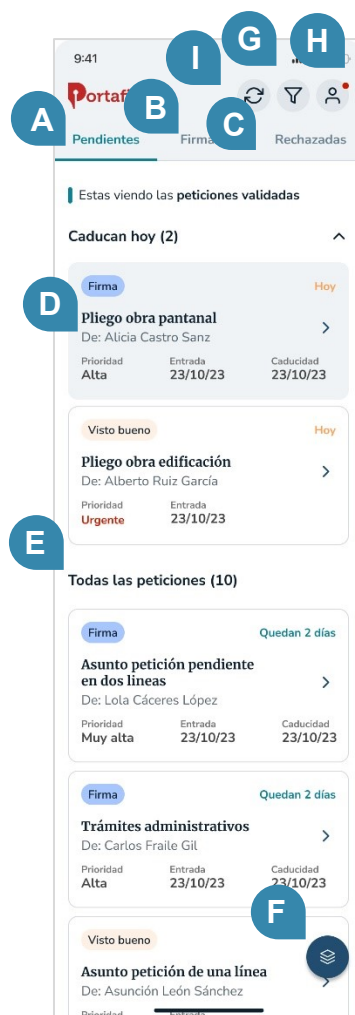 G H
I
9:41
Portafi
A B C
Pendientes Firma Rechazadas
Estas viendo las peticiones validadas
Caducan hoy (2)
D
Firma Hoy
Pliego obra pantanal
De: Alicia Castro Sanz
Prioridad Entrada Caducidad
Alta 23/10/23 23/10/23
Visto bueno Hoy
Pliego obra edificación
De: Alberto Ruiz García
Prioridad Entrada
Urgente 23/10/23
E
Todas las peticiones (10)
Firma Quedan 2 días
Asunto petición pendiente
en dos lineas
De: Lola Cáceres López
Prioridad Entrada Caducidad
Muy alta 23/10/23 23/10/23
Firma Quedan 2 días
Trámites administrativos
De: Carlos Fraile Gil
Prioridad Entrada Caducidad
Alta 23/10/23 23/10/23
F
Visto bueno
Asunto petición de una línea
De: Asunción León Sánchez
Prioridad Entrada